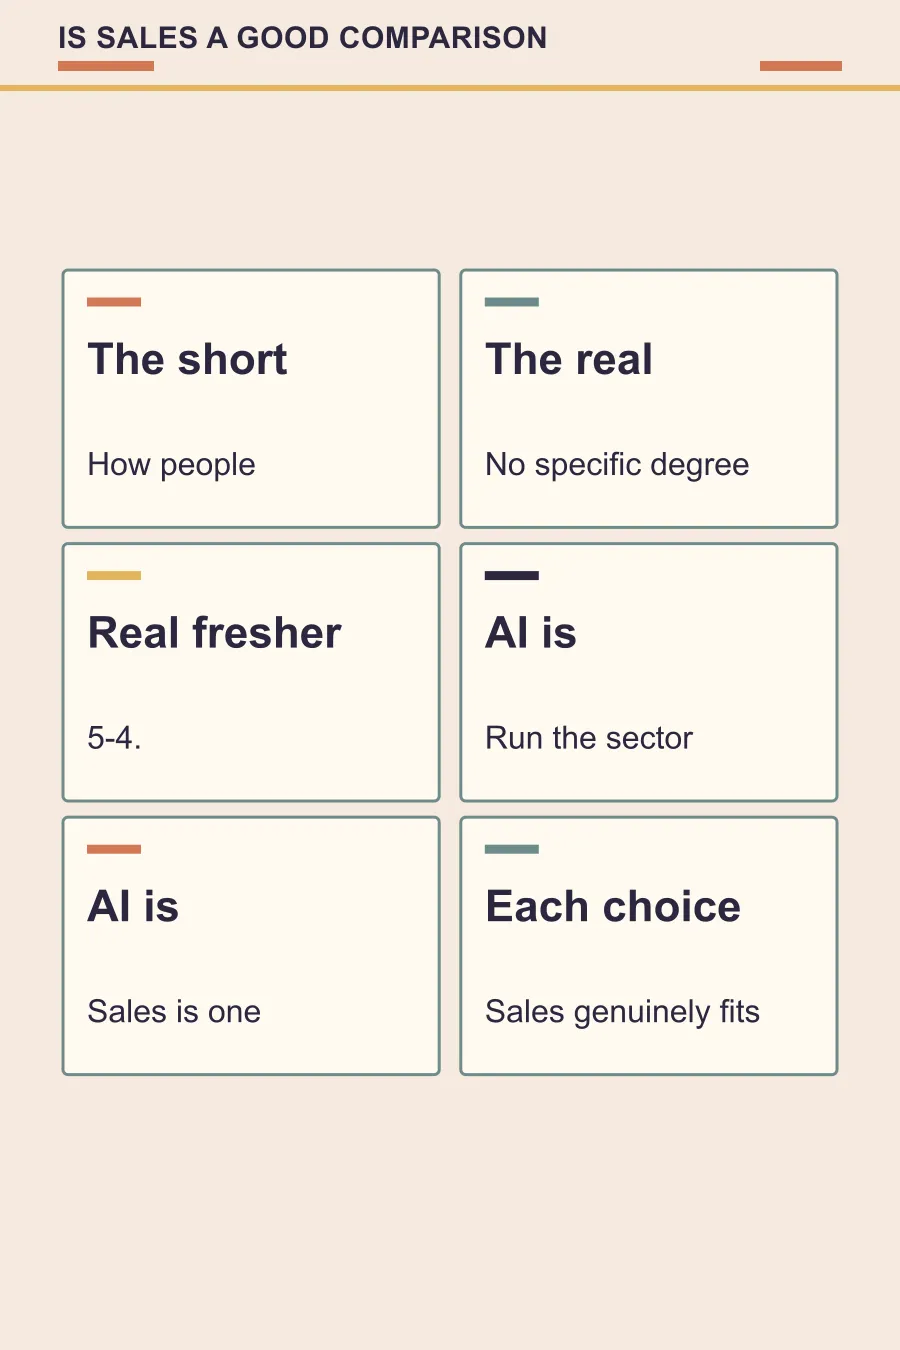 IS SALES A GOOD COMPARISON
The short
How people
The real
No specific degree
Real fresher
5-4.
AI is
Run the sector
AI is
Sales is one
Each choice
Sales genuinely fits